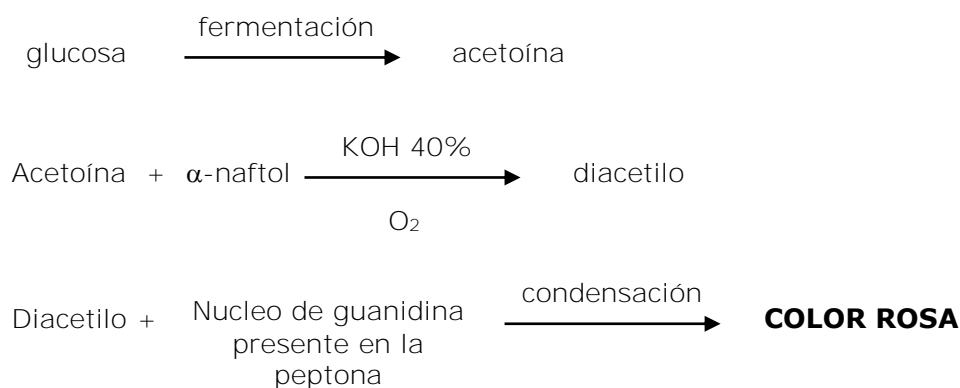 fermentación
glucosa acetoína
KOH 40%
Acetoína + α-naftol diacetilo
O₂
condensación
Diacetilo + Nucleo de guanidina COLOR ROSA
presente en la
peptona